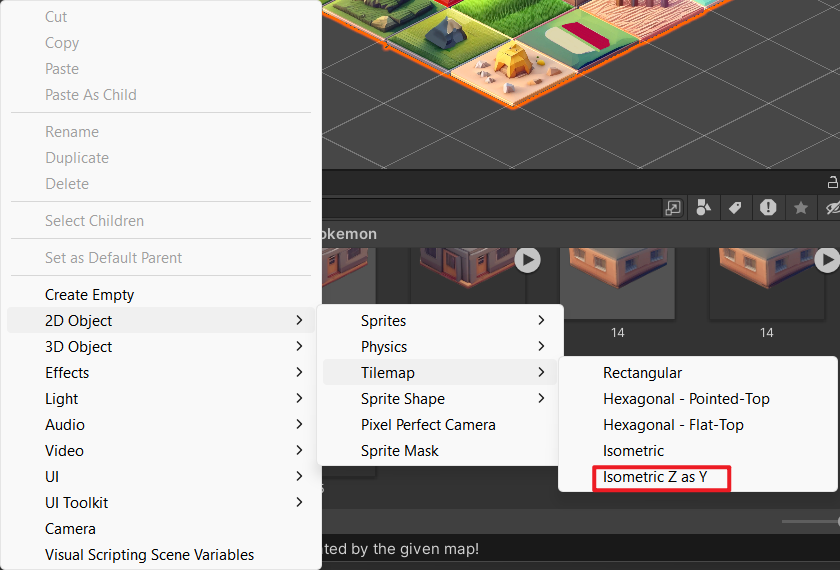 Cut
Copy
Paste
Paste As Child
Rename
Duplicate
Delete
Select Children
Set as Default Parent
Create Empty
2D Object
3D Object
Effects
Light
Audio
Video
UI
UI Toolkit
Camera
Visual Scripting Scene Variables
Sprites
Physics
Tilemap
Sprite Shape
Pixel Perfect Camera
Sprite Mask
Rectangular
Hexagonal - Pointed-Top
Hexagonal - Flat-Top
Isometric
Isometric Z as Y
okemon
14
14
ted by the given map!